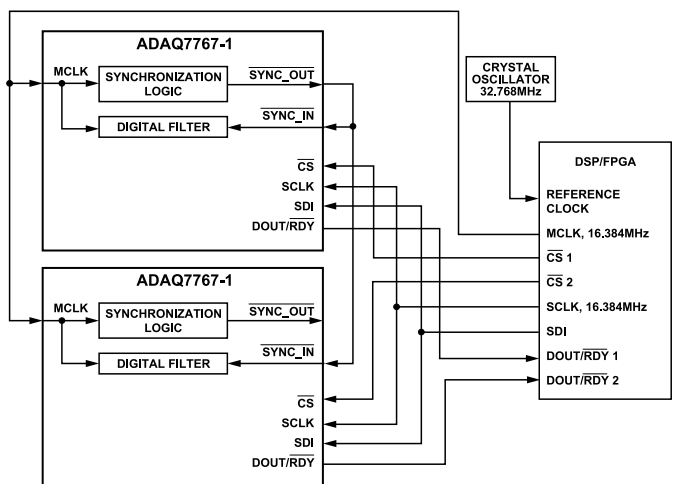 ADAQ7767-1
MCLK
SYNCHRONIZATION
LOGIC
SYNC_OUT
SYNC_IN
DIGITAL FILTER
CS
SCLK
SDI
DOUT/RDY
ADAQ7767-1
MCLK
SYNCHRONIZATION
LOGIC
SYNC_OUT
SYNC_IN
DIGITAL FILTER
CS
SCLK
SDI
DOUT/RDY
CRYSTAL
OSCILLATOR
32.768MHz
DSP/FPGA
REFERENCE
CLOCK
MCLK, 16.384MHz
CS 1
CS 2
SCLK, 16.384MHz
SDI
DOUT/RDY 1
DOUT/RDY 2